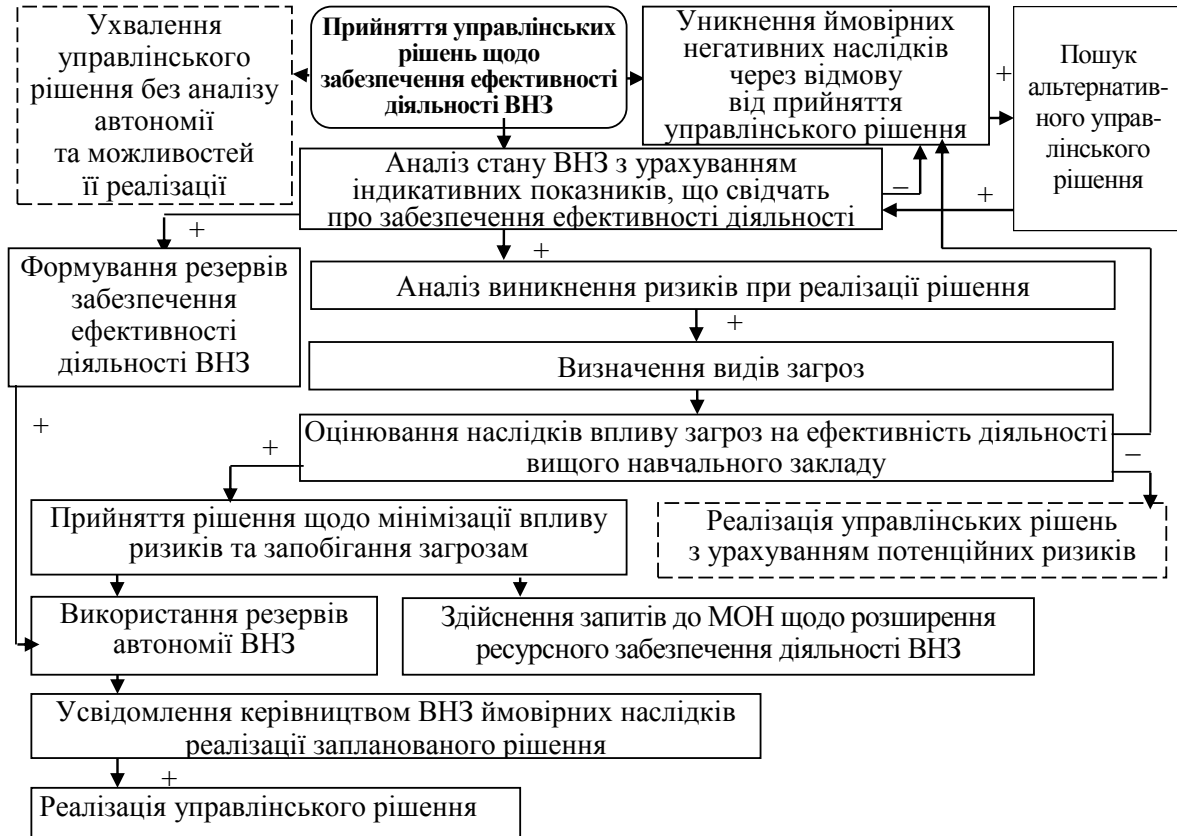 Ухвалення
управлінського
рішення без аналізу
автономії
та можливостей
її реалізації
Прийняття управлінських
рішень щодо
забезпечення ефективності
діяльності ВНЗ
Уникнення ймовірних
негативних наслідків
через відмову
від прийняття
управлінського рішення
+
Пошук
альтернатив-
ного управ-
лінського
рішення
Аналіз стану ВНЗ з урахуванням
індикативних показників, що свідчать
про забезпечення ефективності діяльності
–
+
+
+
Формування резервів
забезпечення
ефективності
діяльності ВНЗ
Аналіз виникнення ризиків при реалізації рішення
+
Визначення видів загроз
+
Оцінювання наслідків впливу загроз на ефективність діяльності
вищого навчального закладу
+
–
Прийняття рішення щодо мінімізації впливу
ризиків та запобігання загрозам
Реалізація управлінських рішень
з урахуванням потенційних ризиків
Використання резервів
автономії ВНЗ
Здійснення запитів до МОН щодо розширення
ресурсного забезпечення діяльності ВНЗ
Усвідомлення керівництвом ВНЗ ймовірних наслідків
реалізації запланованого рішення
+
Реалізація управлінського рішення